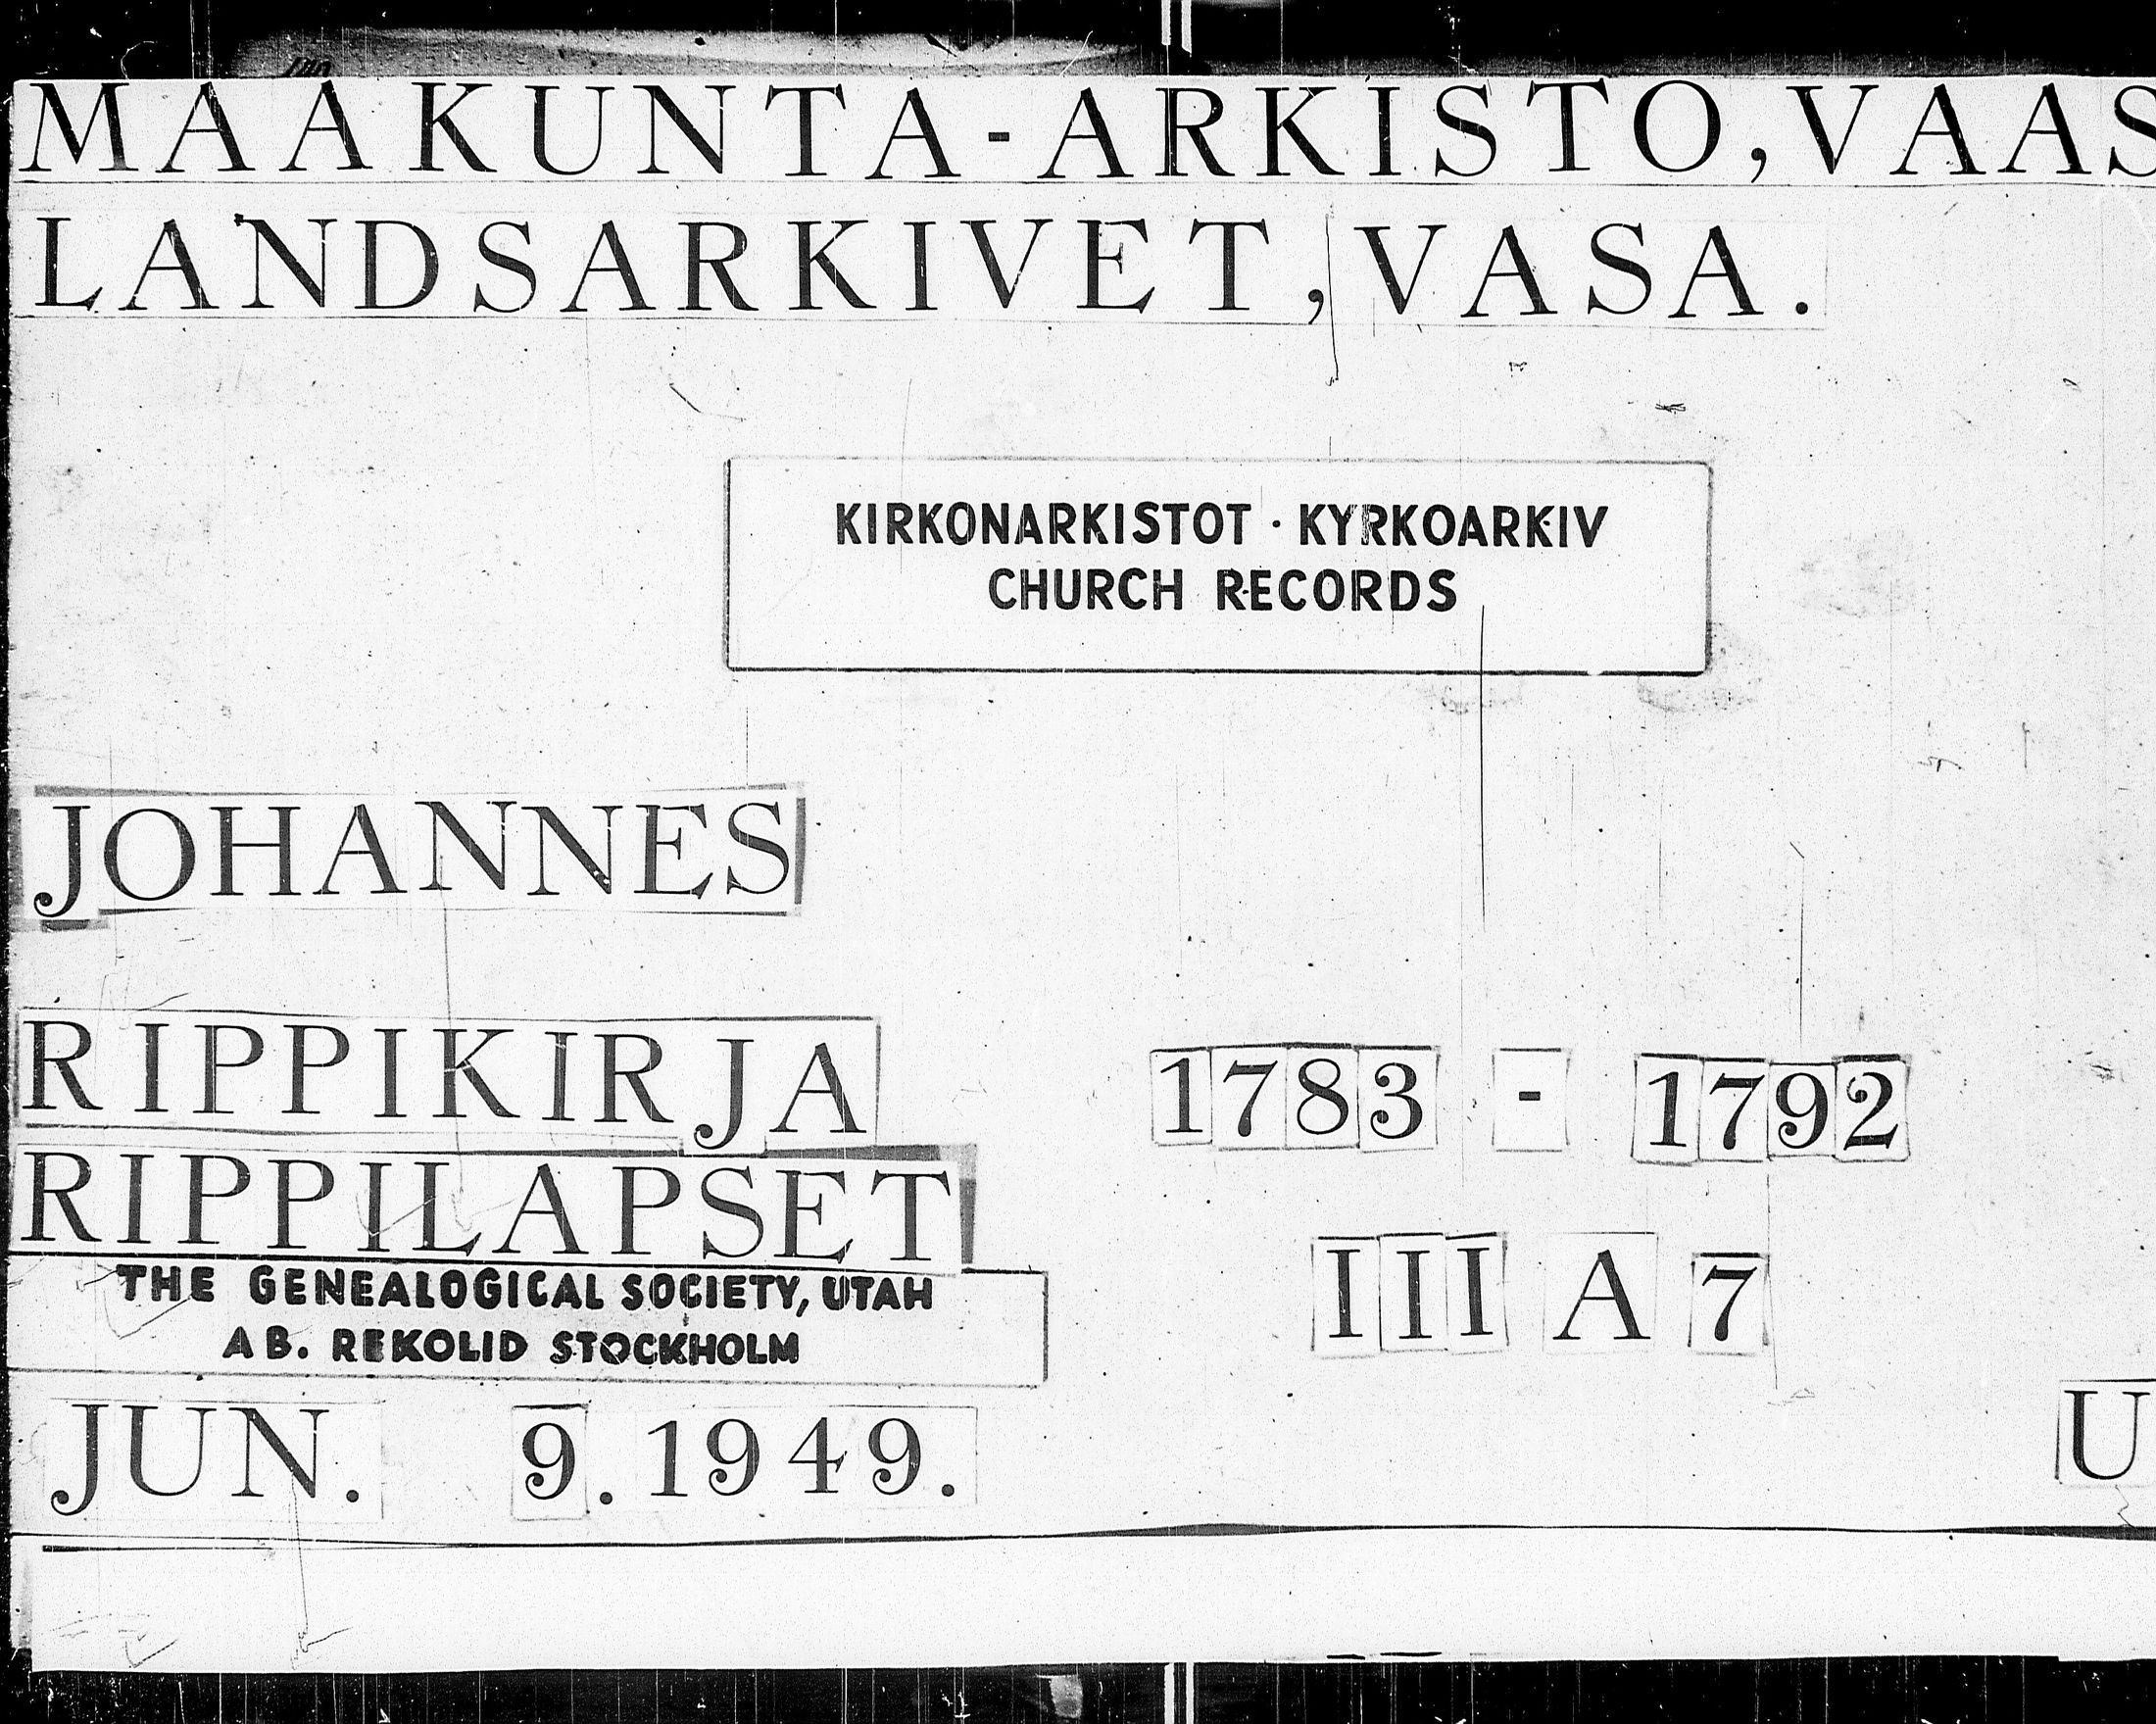 MAAKUNTA-ARKISTO, VAAS
LANDSARKIVET, VASA.
KIRKONARKISTOT · KYRKOARKIV
CHURCH RECORDS
JOHANNES
RIPPIKIRJA 1783 - 1792
RIPPILAPSET
III A 7
THE GENEALOGICAL SOCIETY, UTAH
AB. REKOLID STOCKHOLM
JUN. 9. 1949.
U